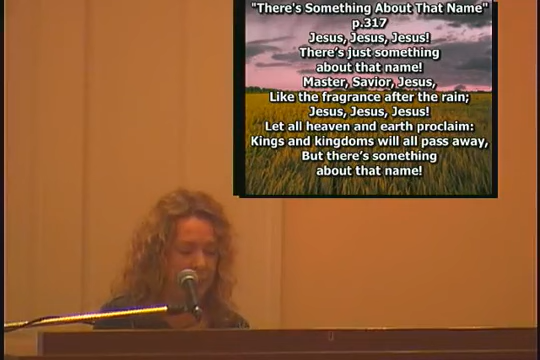 "There's Something About That Name"
p.317
Jesus, Jesus, Jesus!
There's just something
about that name!
Master, Savior, Jesus,
Like the fragrance after the rain;
Jesus, Jesus, Jesus!
Let all heaven and earth proclaim:
Kings and kingdoms will all pass away,
But there's something
about that name!